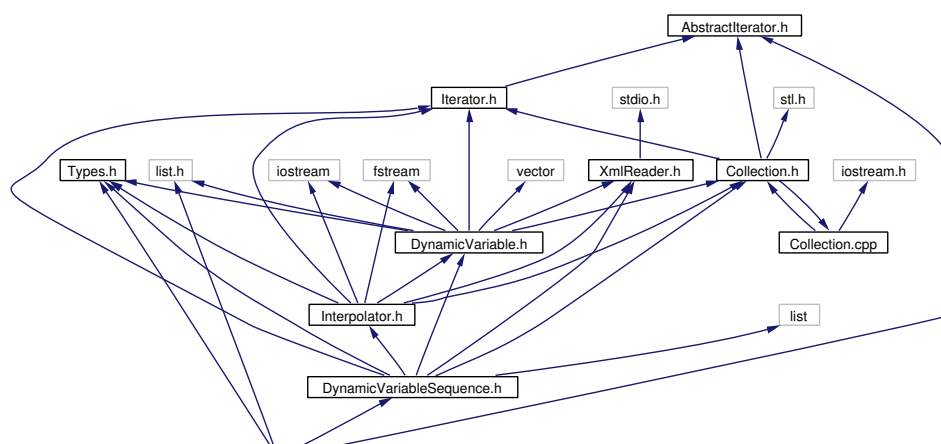 AbstractIterator.h
Iterator.h
stdio.h
stl.h
Types.h
list.h
iostream
fstream
vector
XmlReader.h
Collection.h
iostream.h
DynamicVariable.h
Collection.cpp
Interpolator.h
list
DynamicVariableSequence.h